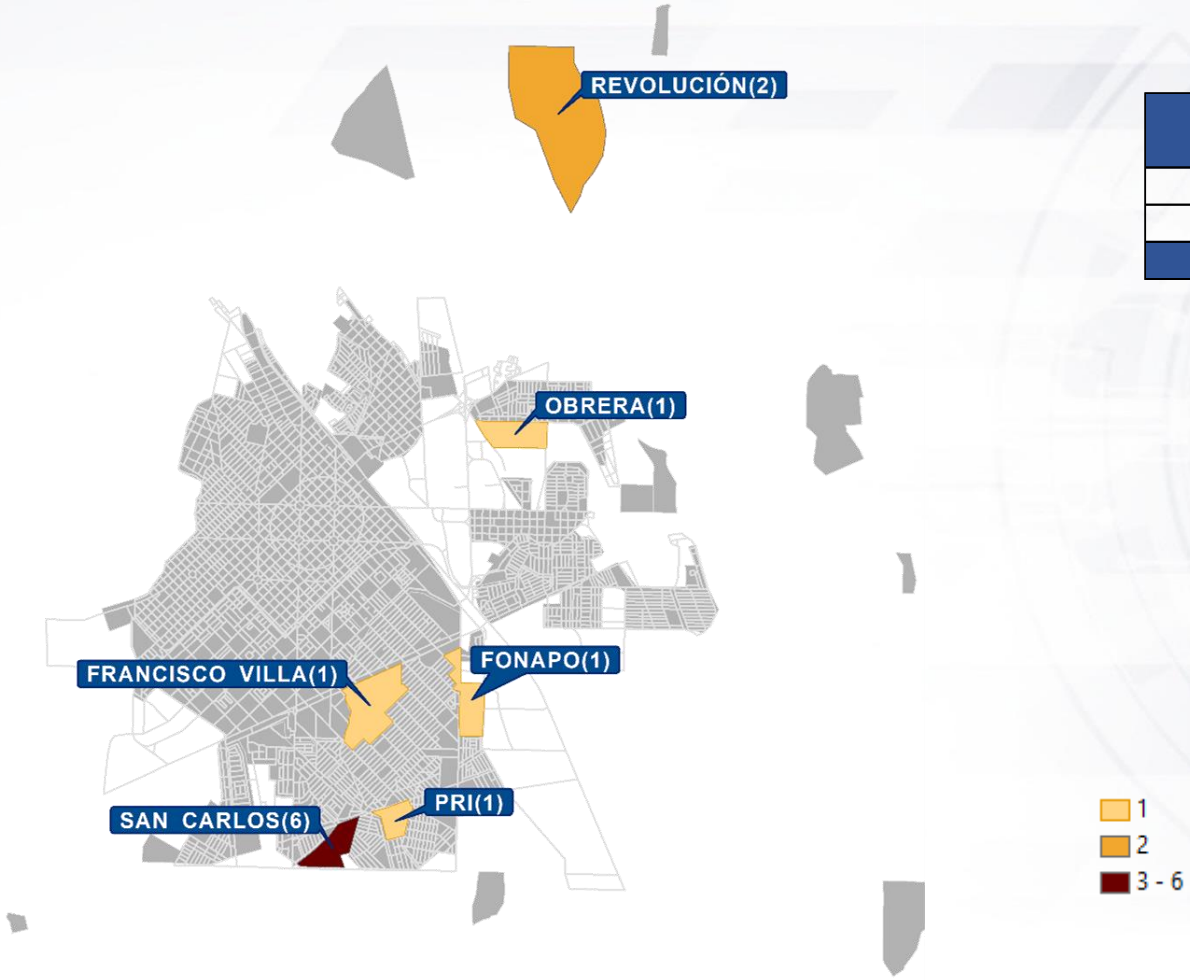 REVOLUCIÓN(2)
OBRERA(1)
FRANCISCO VILLA(1)
FONAPO(1)
SAN CARLOS(6)
PRI(1)
1
2
3 - 6